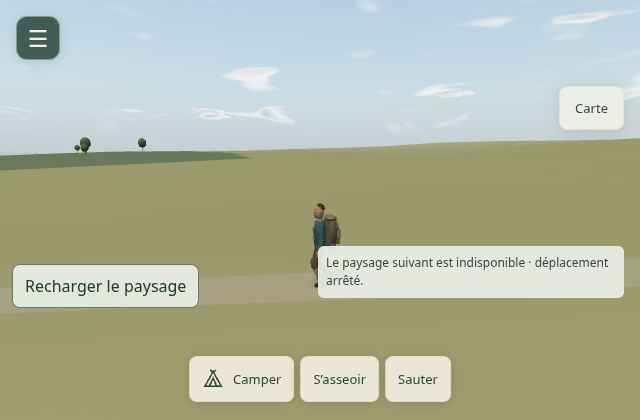 Carte
Le paysage suivant est indisponible · déplacement
arrêté.
Recharger le paysage
Camper
S’asseoir
Sauter